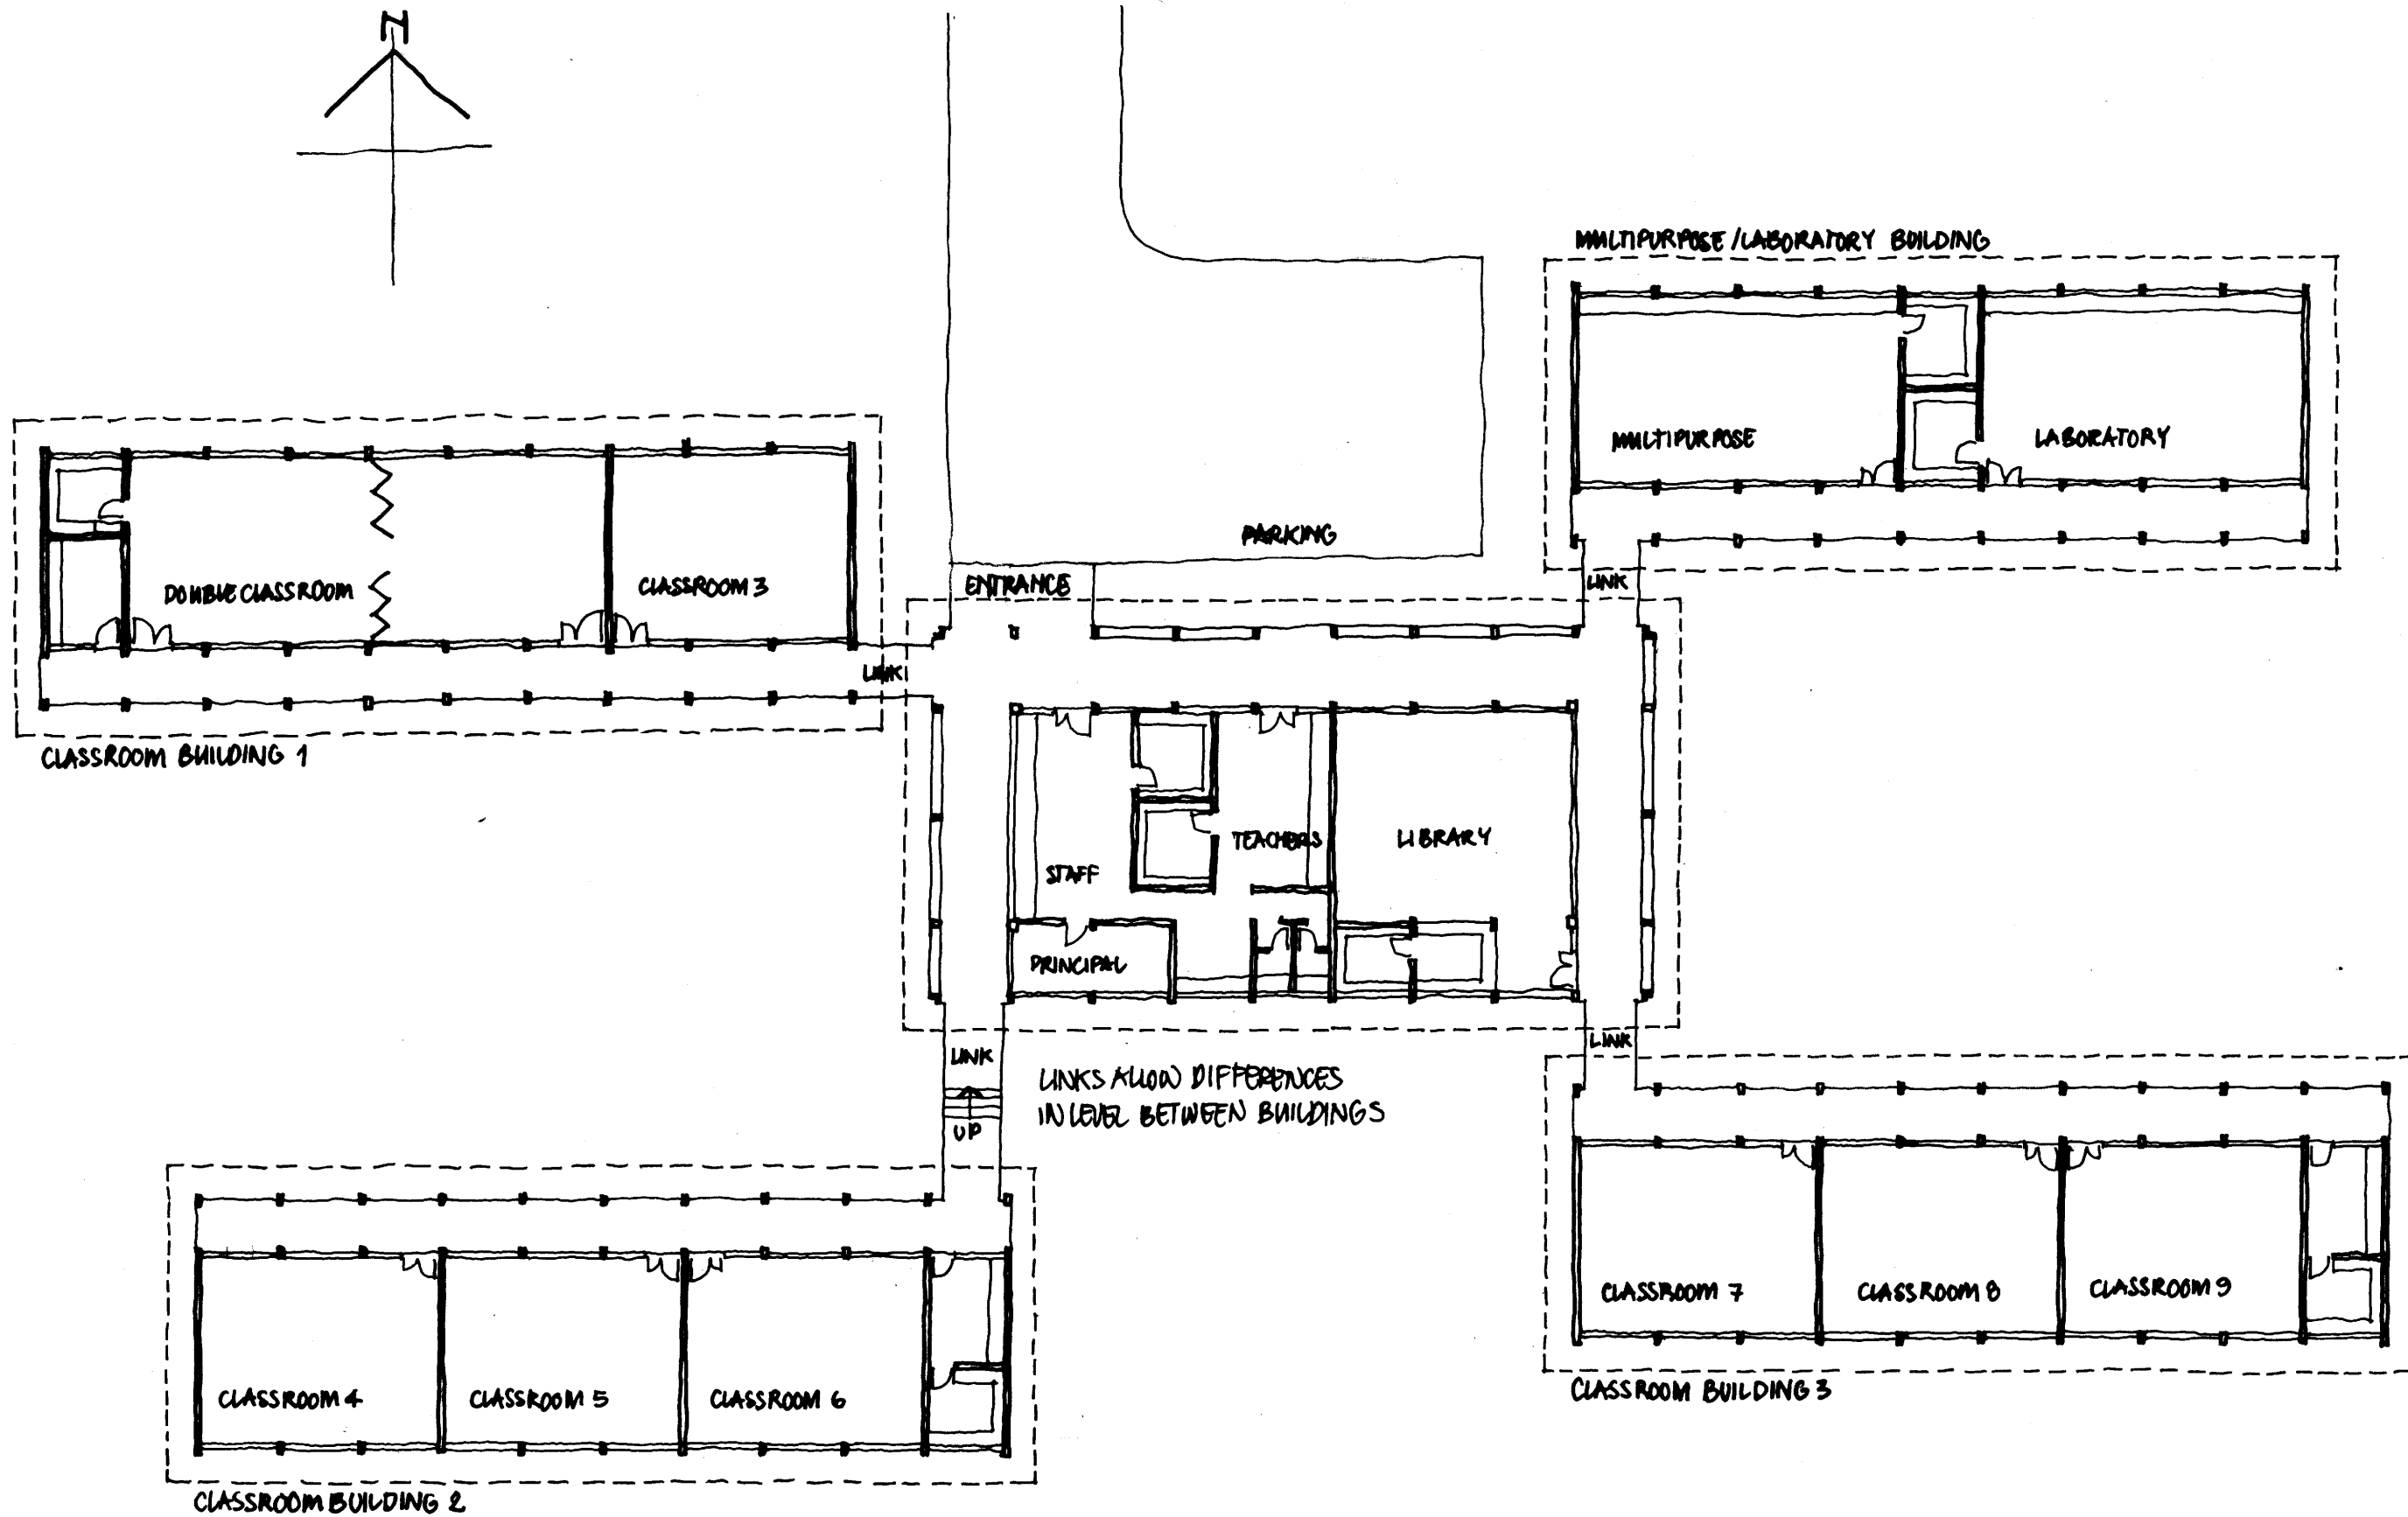 N
MULTIPURPOSE/LABORATORY BUILDING
MULTIPURPOSE
LABORATORY
PARKING
ENTRANCE
LINK
DOUBLE CLASSROOM
CLASSROOM 3
LINK
CLASSROOM BUILDING 1
STAFF
TEACHERS
LIBRARY
PRINCIPAL
LINK
UP
LINKS ALLOW DIFFERENCES
IN LEVEL BETWEEN BUILDINGS
LINK
CLASSROOM 7
CLASSROOM 8
CLASSROOM 9
CLASSROOM BUILDING 3
CLASSROOM 4
CLASSROOM 5
CLASSROOM 6
CLASSROOM BUILDING 2